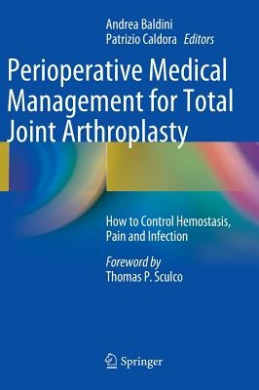 Andrea Baldini
Patrizio Caldora Editors
Perioperative Medical
Management for Total
Joint Arthroplasty
How to Control Hemostasis,
Pain and Infection
Foreword by
Thomas P. Sculco
Springer